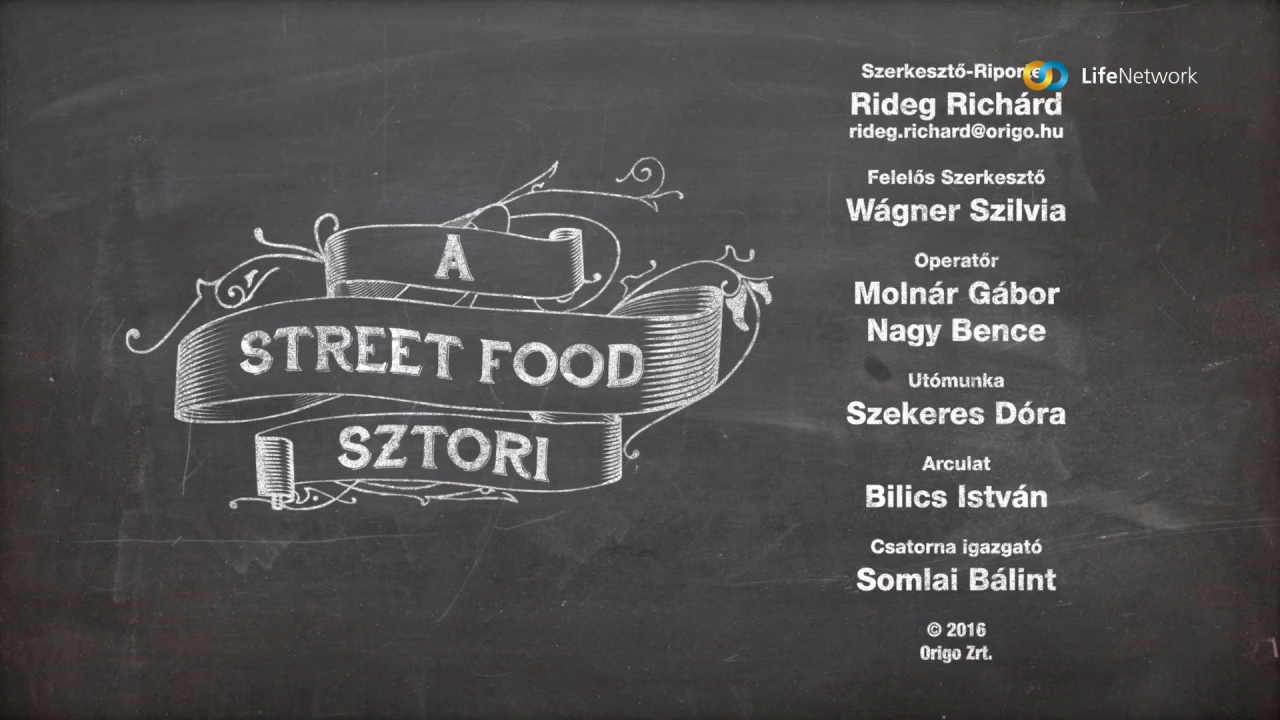 A
STREET FOOD
SZTORI
LifeNetwork
Rideg Richárd
rideg.richard@origo.hu
Felelős Szerkesztő
Wágner Szilvia
Operatőr
Molnár Gábor
Nagy Bence
Utómunka
Szekeres Dóra
Arculat
Bilics István
Csatorna igazgató
Somlai Bálint
© 2016
Origo Zrt.